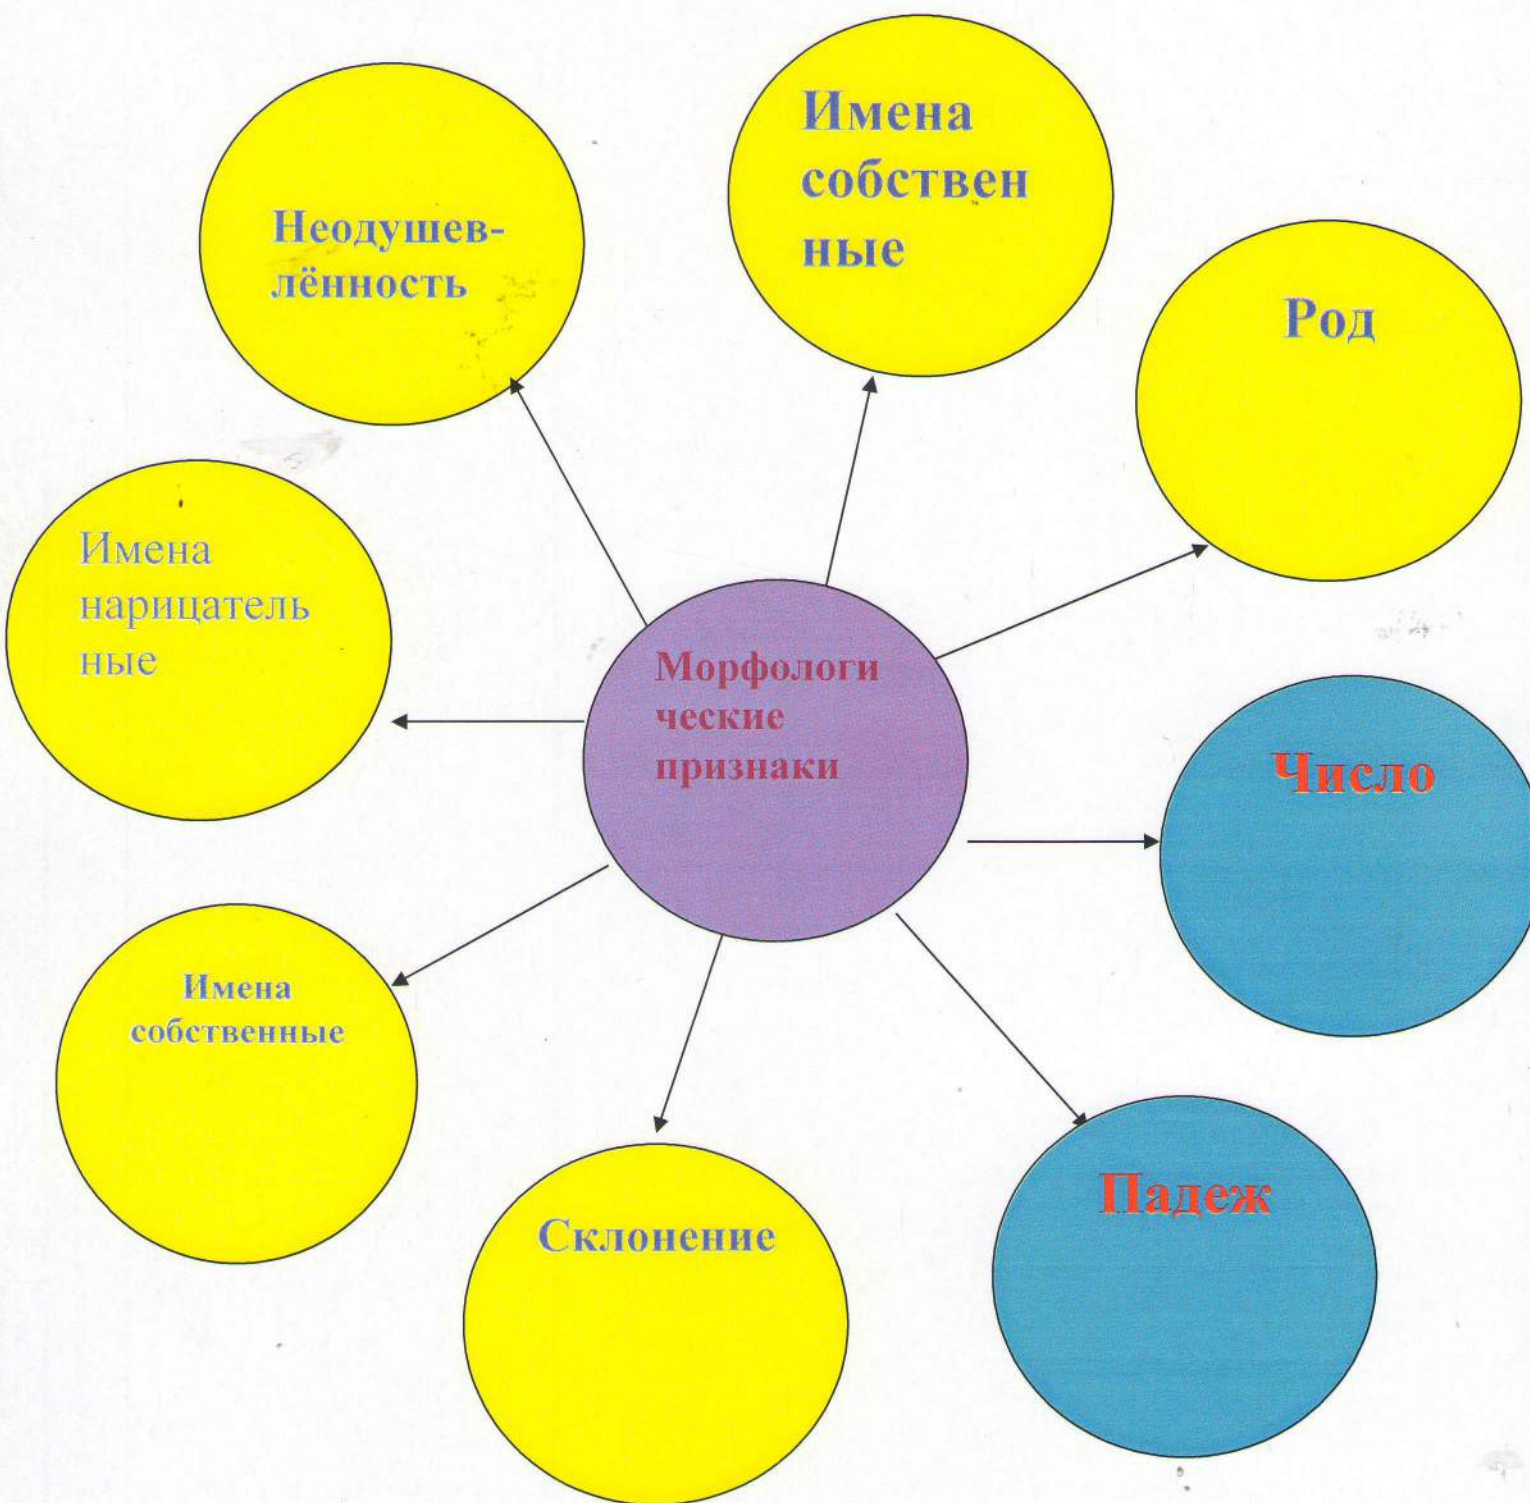 Имена
собствен
ные
Неодушев-
лённость
Род
Имена
нарицатель
ные
Морфологи
ческие
признаки
Число
Имена
собственные
Падеж
Склонение